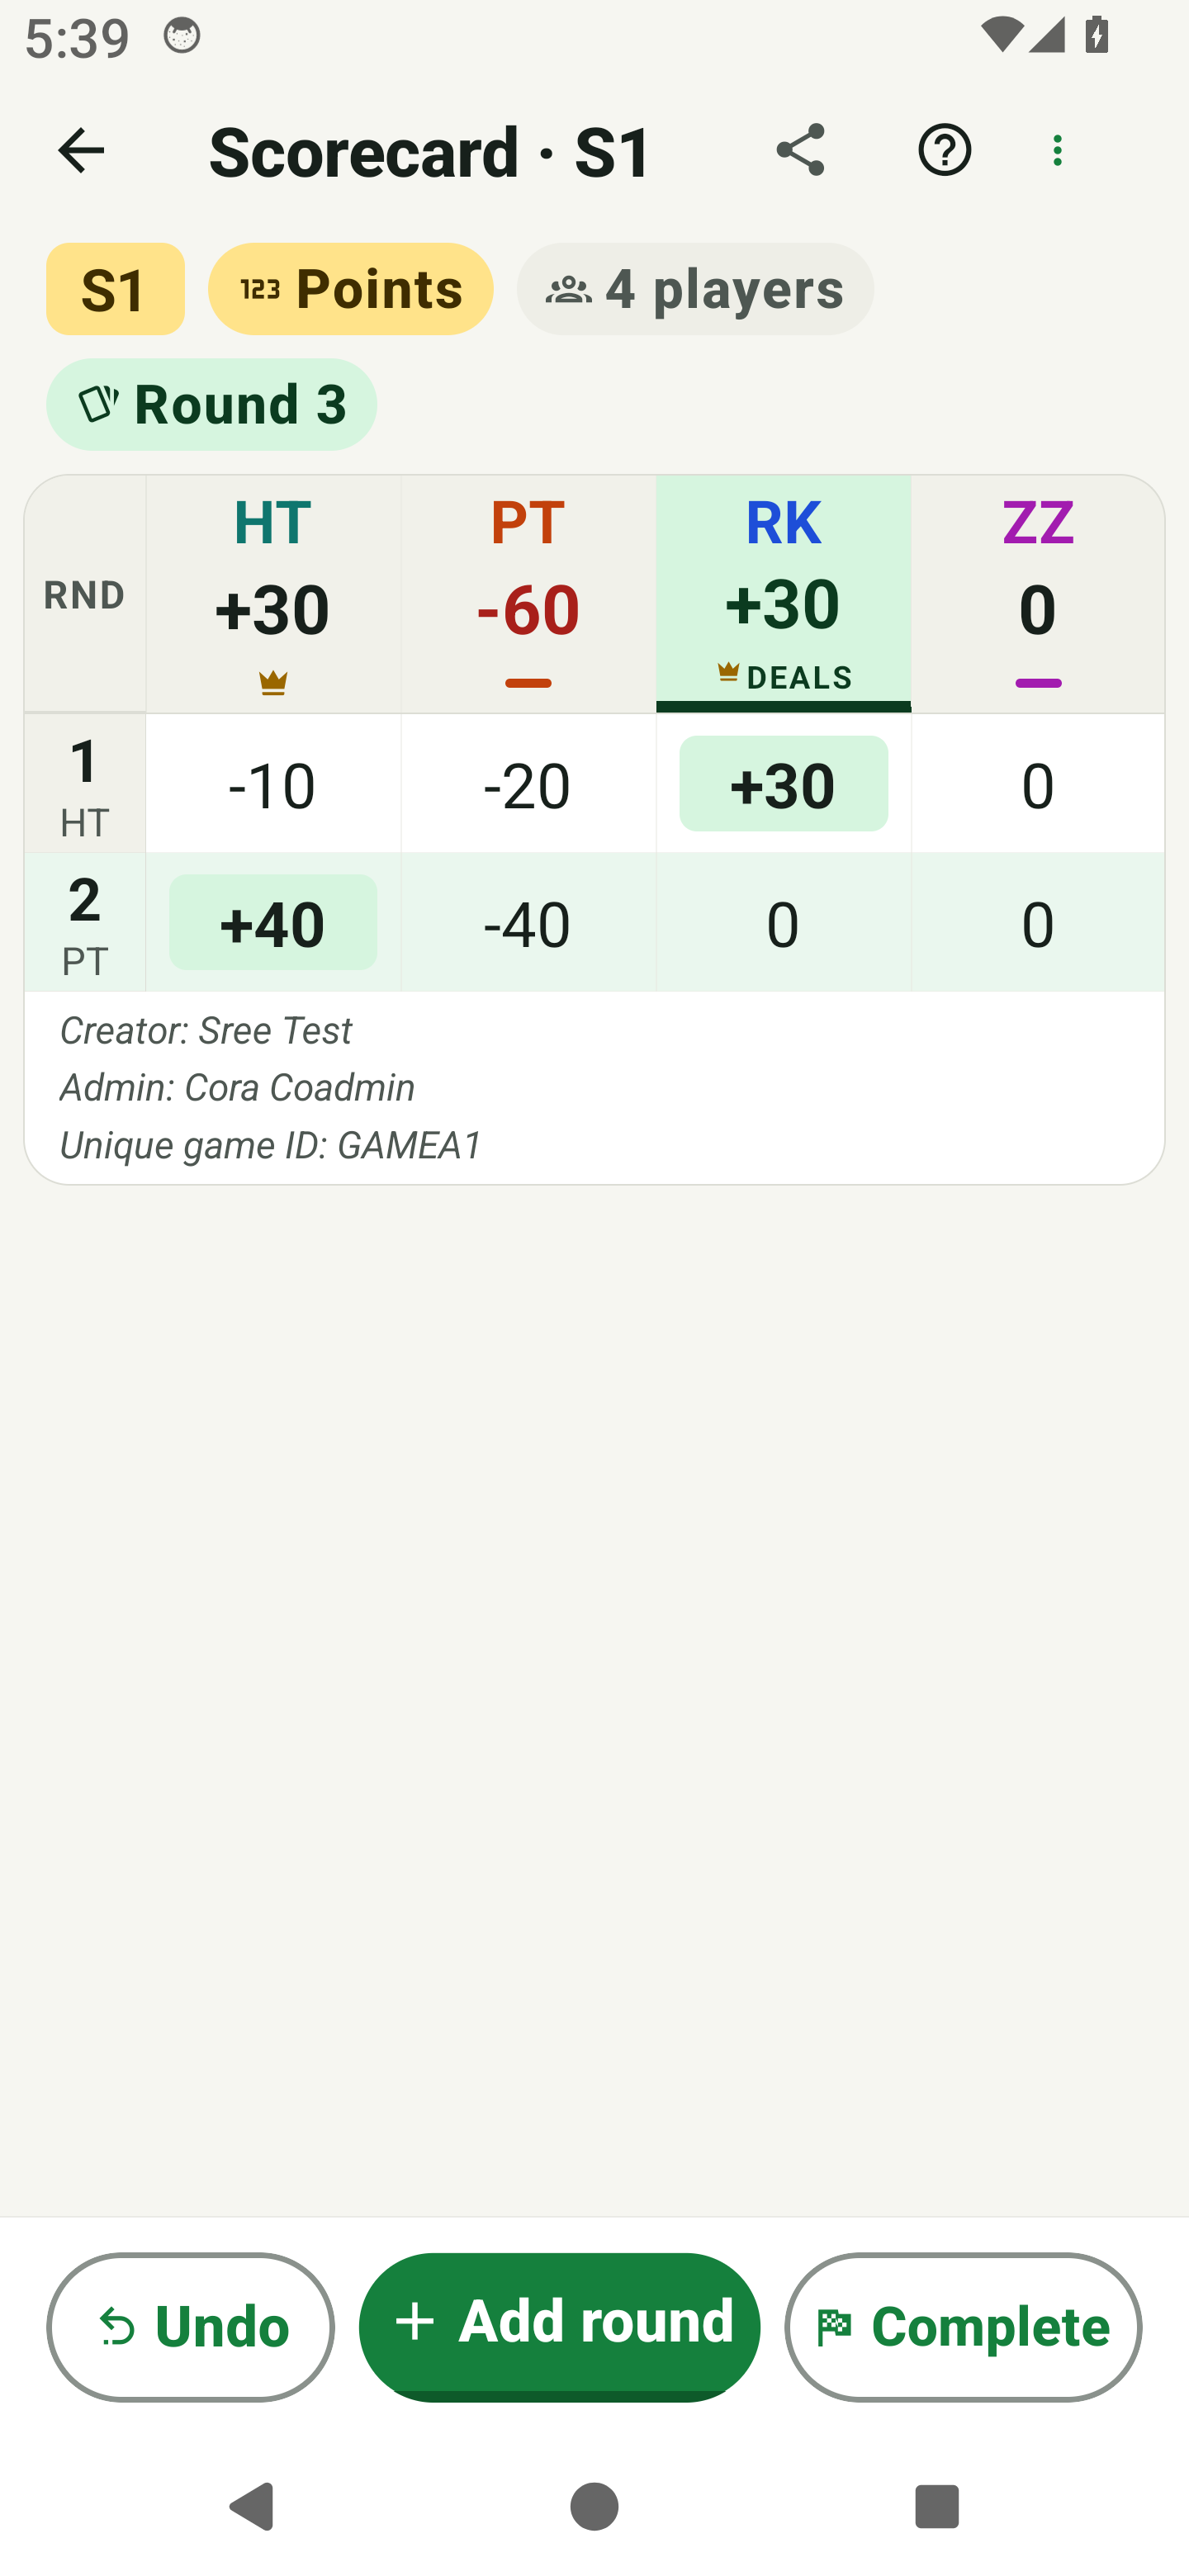 5:39
Scorecard · S1
S1
123 Points
4 players
Round 3
RND HT PT RK ZZ
+30 -60 +30 0
DEALS
1 -10 -20 +30 0
HT
2 +40 -40 0 0
PT
Creator: Sree Test
Admin: Cora Coadmin
Unique game ID: GAMEA1
Undo
+ Add round
Complete